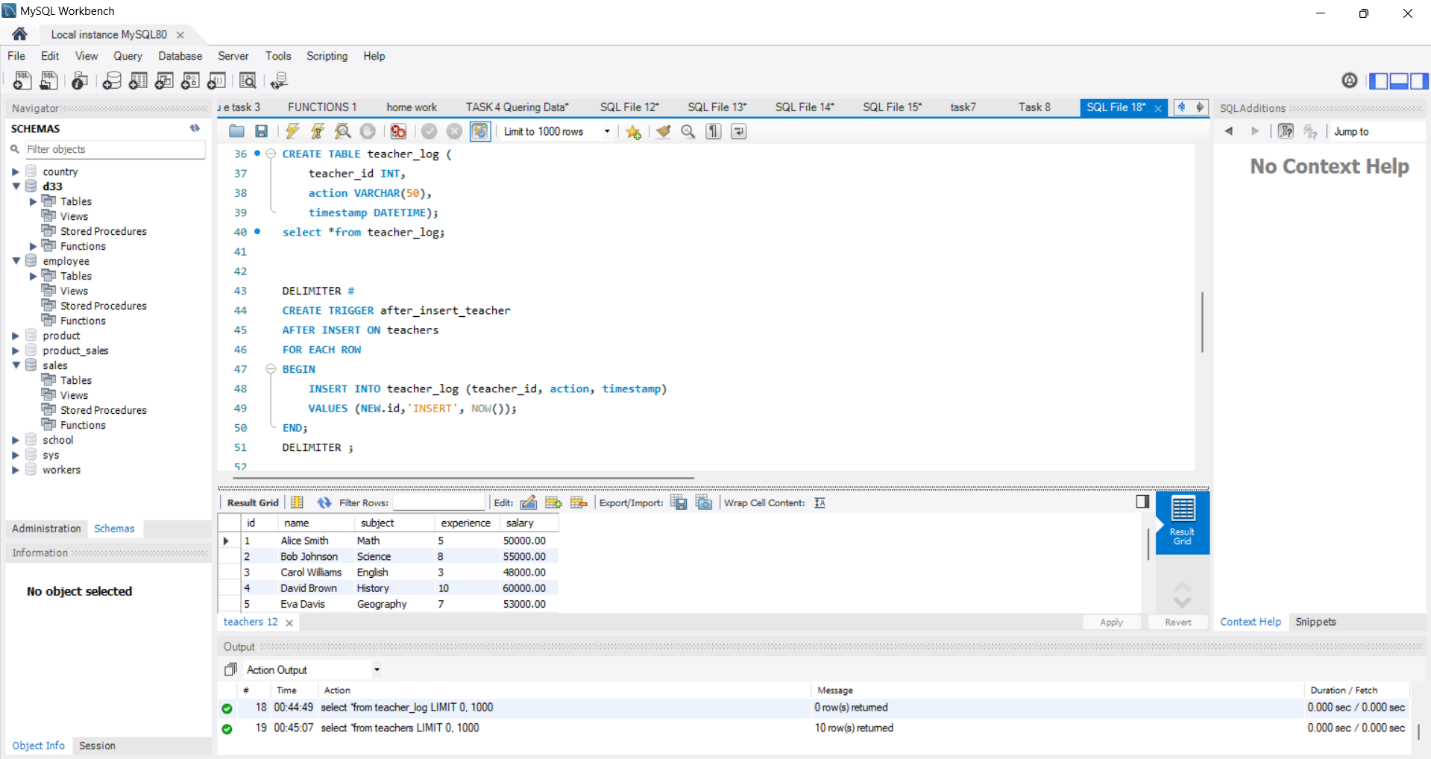 MySQL Workbench
Local instance MySQL80
File Edit View Query Database Server Tools Scripting Help
Navigator
SCHEMAS
Filter objects
country
d33
Tables
Views
Stored Procedures
Functions
employee
Tables
Views
Stored Procedures
Functions
product
product_sales
sales
Tables
Views
Stored Procedures
Functions
school
sys
workers
Administration Schemas
Information
No object selected
Object Info Session
e task 3 FUNCTIONS 1 home work TASK 4 Quering Data* SQL File 12* SQL File 13* SQL File 14* SQL File 15* task7 Task 8 SQL File 18*
Limit to 1000 rows
36 CREATE TABLE teacher_log (
37 teacher_id INT,
38 action VARCHAR(50),
39 timestamp DATETIME);
40 select *from teacher_log;
41
42
43 DELIMITER #
44 CREATE TRIGGER after_insert_teacher
45 AFTER INSERT ON teachers
46 FOR EACH ROW
47 BEGIN
48 INSERT INTO teacher_log (teacher_id, action, timestamp)
49 VALUES (NEW.id,'INSERT', NOW());
50 END;
51 DELIMITER ;
52
Result Grid Filter Rows: Edit: Export/Import: Wrap Cell Content:
id name subject experience salary
1 Alice Smith Math 5 50000.00
2 Bob Johnson Science 8 55000.00
3 Carol Williams English 3 48000.00
4 David Brown History 10 60000.00
5 Eva Davis Geography 7 53000.00
Result
Grid
teachers 12
Apply Revert
Output
Action Output
# Time Action Message Duration / Fetch
18 00:44:49 select *from teacher_log LIMIT 0, 1000 0 row(s) returned 0.000 sec / 0.000 sec
19 00:45:07 select *from teachers LIMIT 0, 1000 10 row(s) returned 0.000 sec / 0.000 sec
SQLAdditions
Jump to
No Context Help
Context Help Snippets